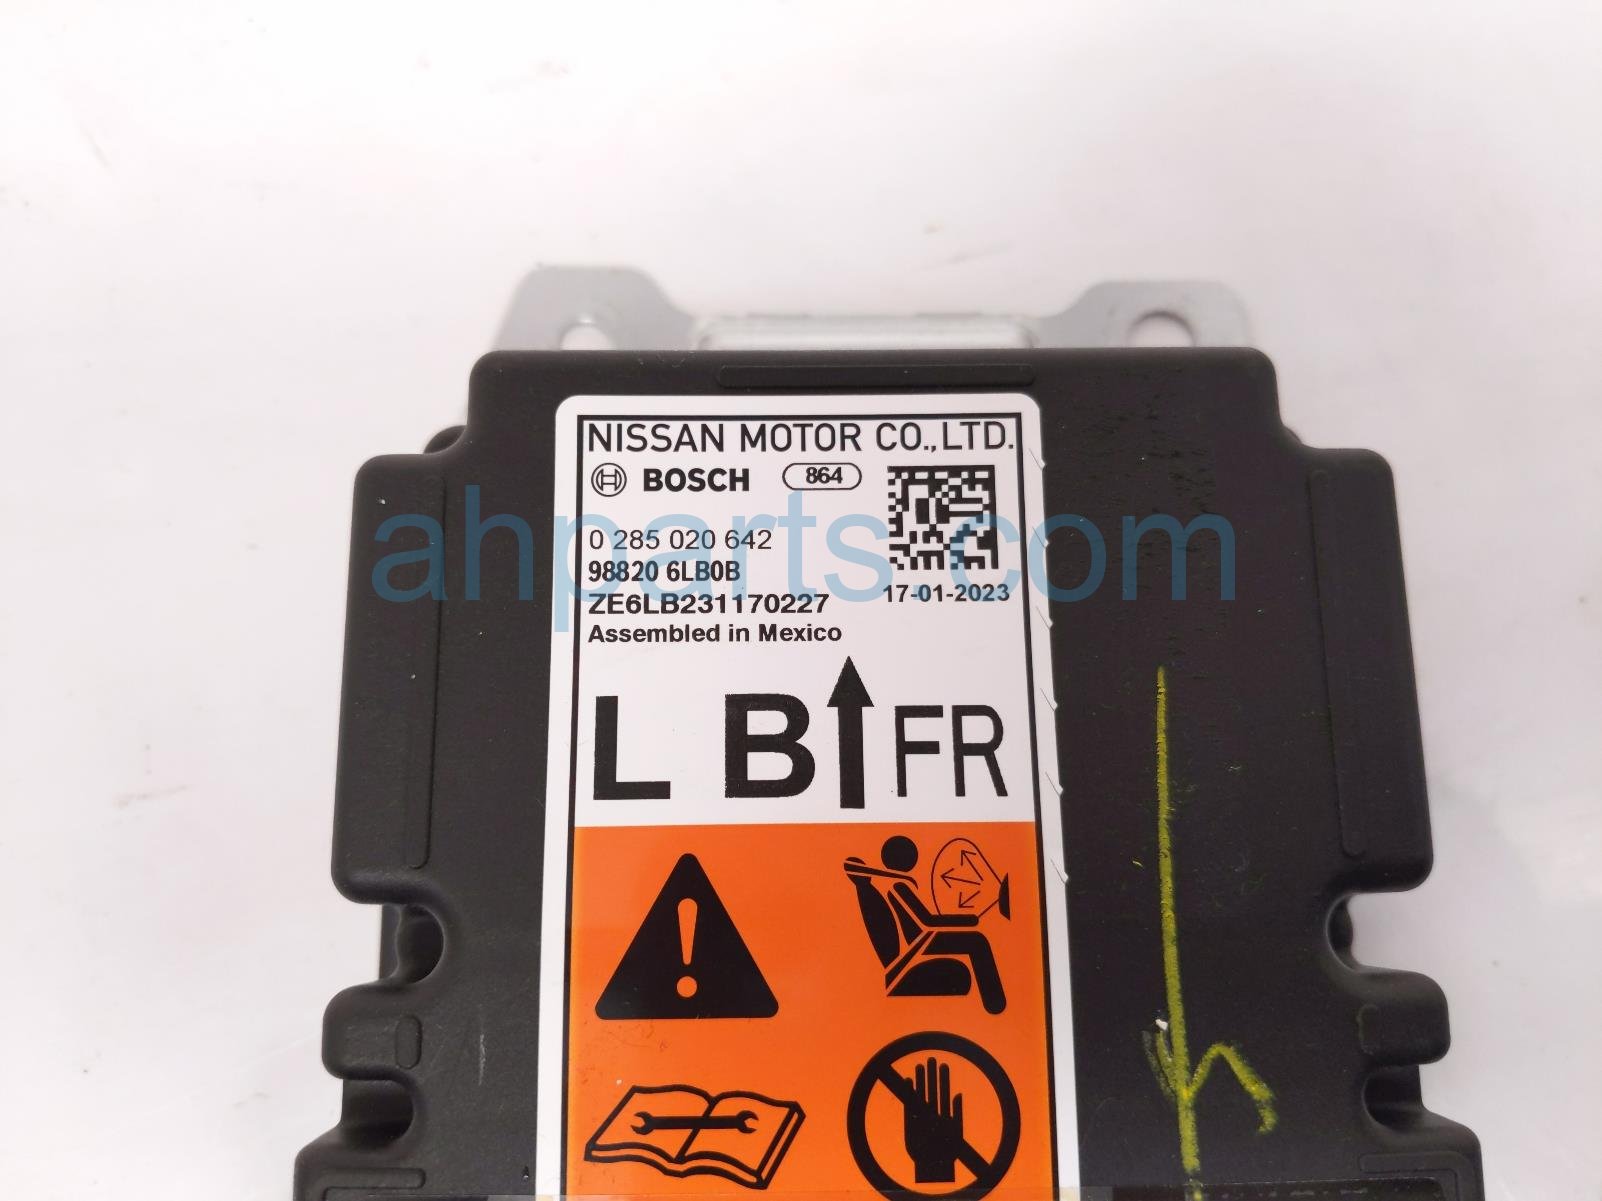 NISSAN MOTOR CO.,LTD.
BOSCH 864
0 285 020 642
98820 6LB0B
ZE6LB231170227 17-01-2023
Assembled in Mexico
L B FR
ahparts.com